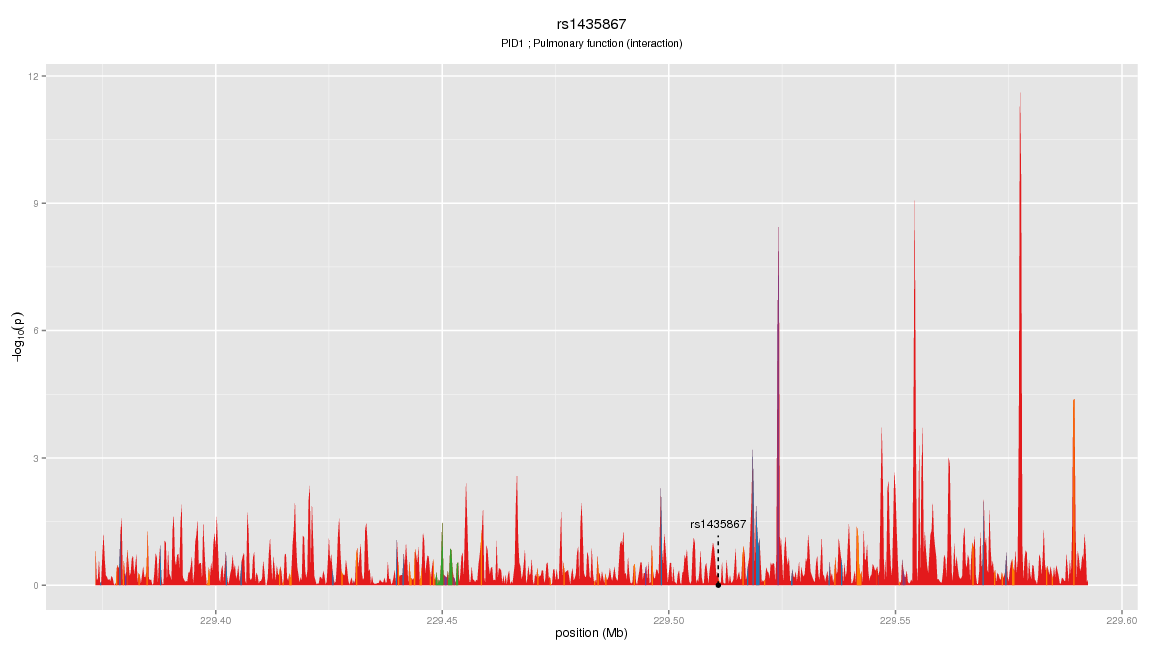 rs1435867
PID1 ; Pulmonary function (interaction)
12
9
6
3
0
−log10(p)
rs1435867
229.40 229.45 229.50 229.55 229.60
position (Mb)